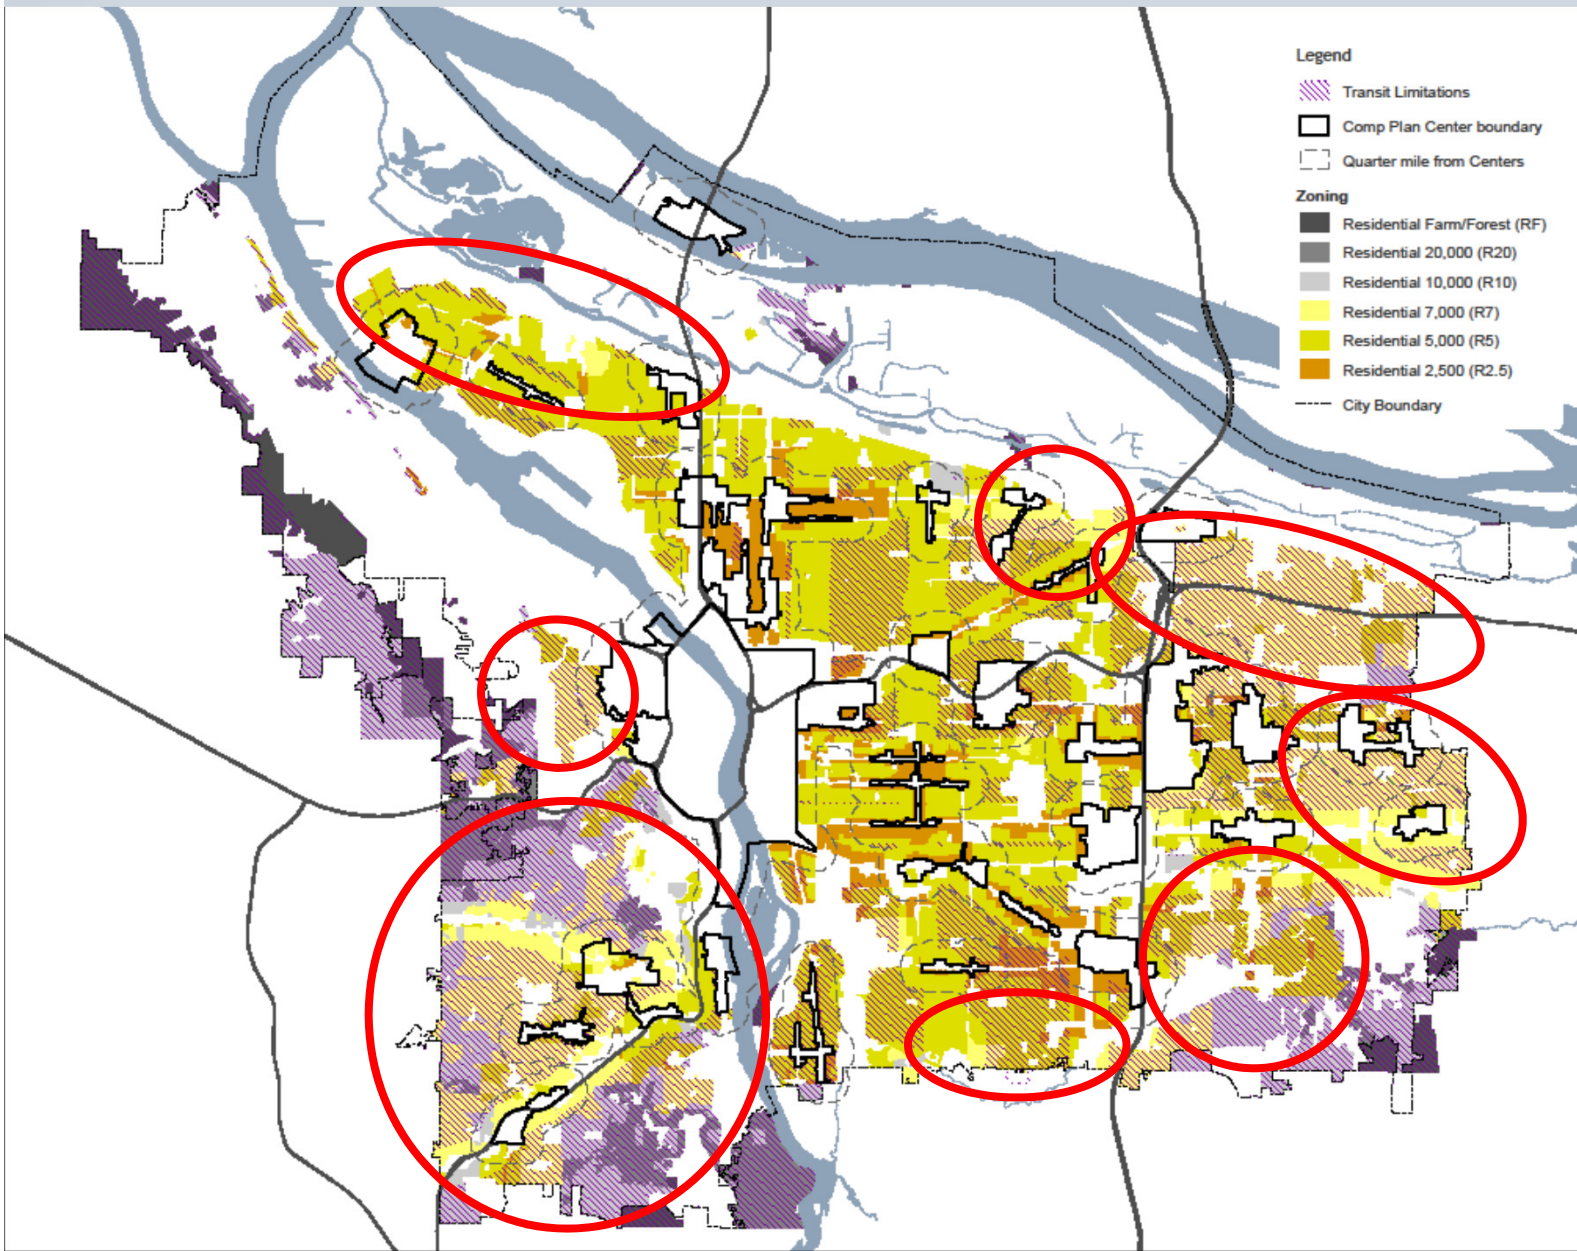 Legend
Transit Limitations
Comp Plan Center boundary
Quarter mile from Centers
Zoning
Residential Farm/Forest (RF)
Residential 20,000 (R20)
Residential 10,000 (R10)
Residential 7,000 (R7)
Residential 5,000 (R5)
Residential 2,500 (R2.5)
City Boundary